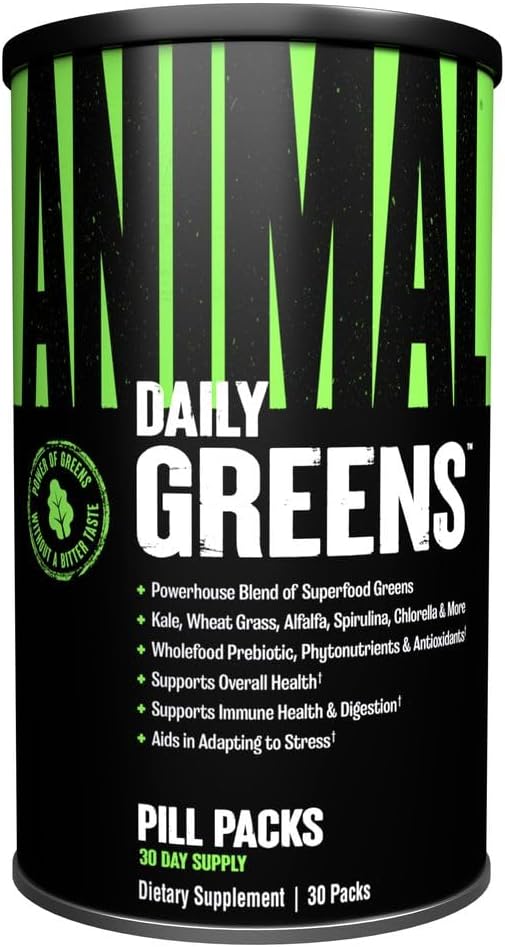 ANIMAL
DAILY
GREENS™
POWER OF GREENS
WITHOUT A BITTER TASTE
+ Powerhouse Blend of Superfood Greens
+ Kale, Wheat Grass, Alfalfa, Spirulina, Chlorella & More
+ Wholefood Prebiotic, Phytonutrients & Antioxidants†
+ Supports Overall Health†
+ Supports Immune Health & Digestion†
+ Aids in Adapting to Stress†
PILL PACKS
30 DAY SUPPLY
Dietary Supplement | 30 Packs